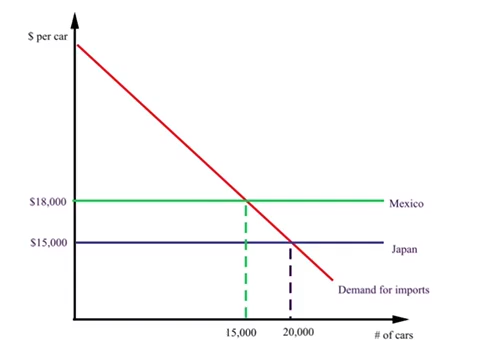 $ per car
$18,000
Mexico
$15,000
Japan
Demand for imports
15,000
20,000
# of cars